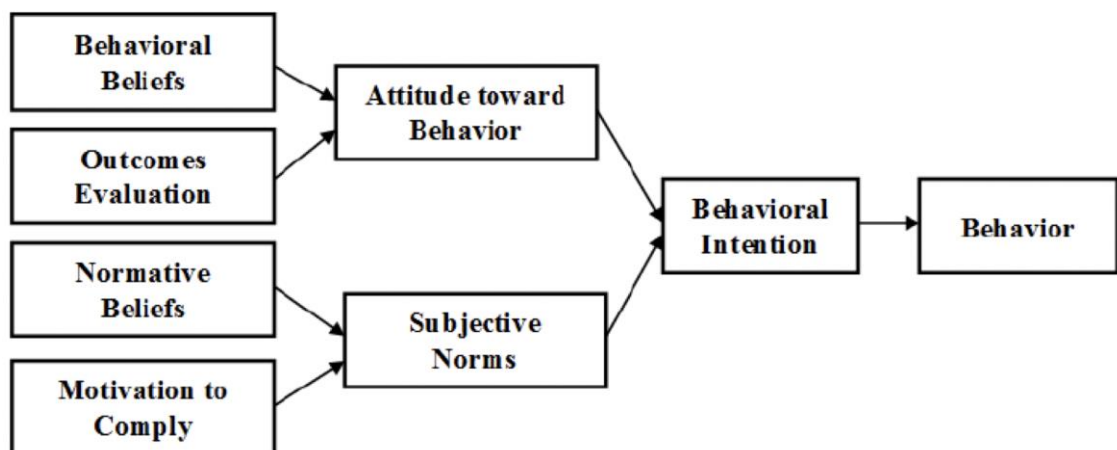 Behavioral
Beliefs
Outcomes
Evaluation
Normative
Beliefs
Motivation to
Comply
Attitude toward
Behavior
Subjective
Norms
Behavioral
Intention
Behavior